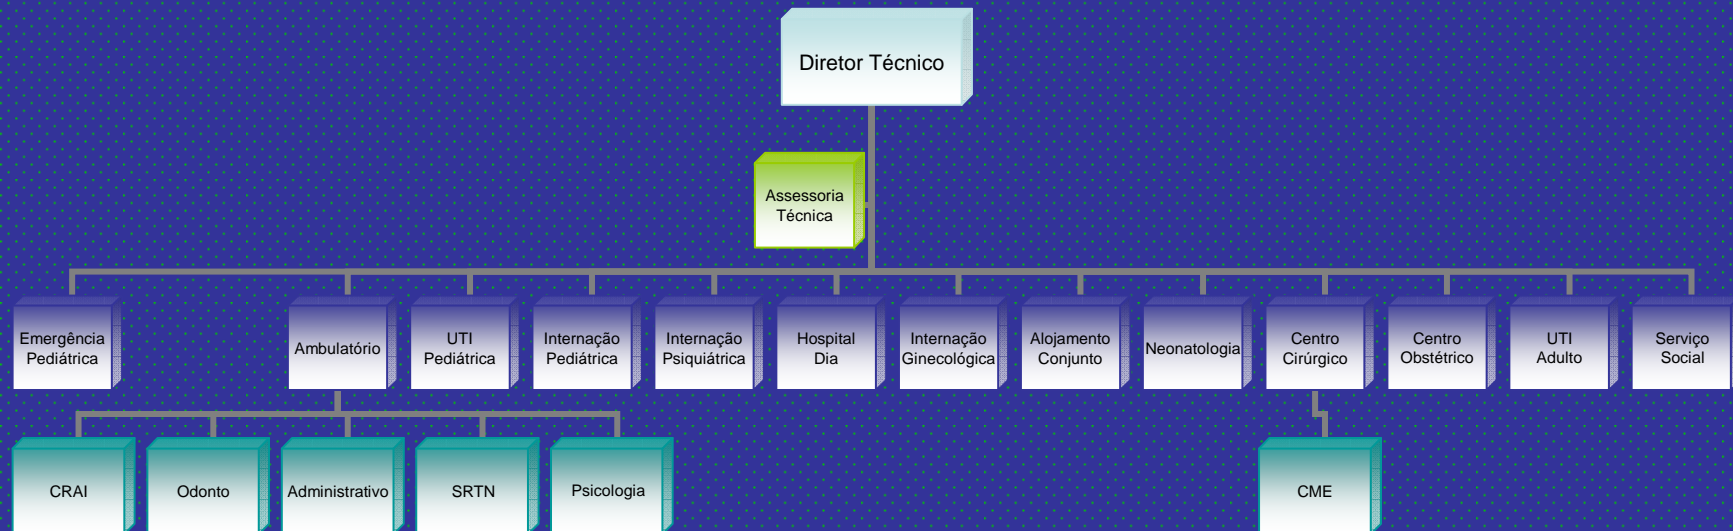 Diretor Técnico
Assessoria
Técnica
Emergência
Pediátrica
Ambulatório
UTI
Pediátrica
Internação
Pediátrica
Internação
Psiquiátrica
Hospital
Dia
Internação
Ginecológica
Alojamento
Conjunto
Neonatologia
Centro
Cirúrgico
Centro
Obstétrico
UTI
Adulto
Serviço
Social
CRAI
Odonto
Administrativo
SRTN
Psicologia
CME